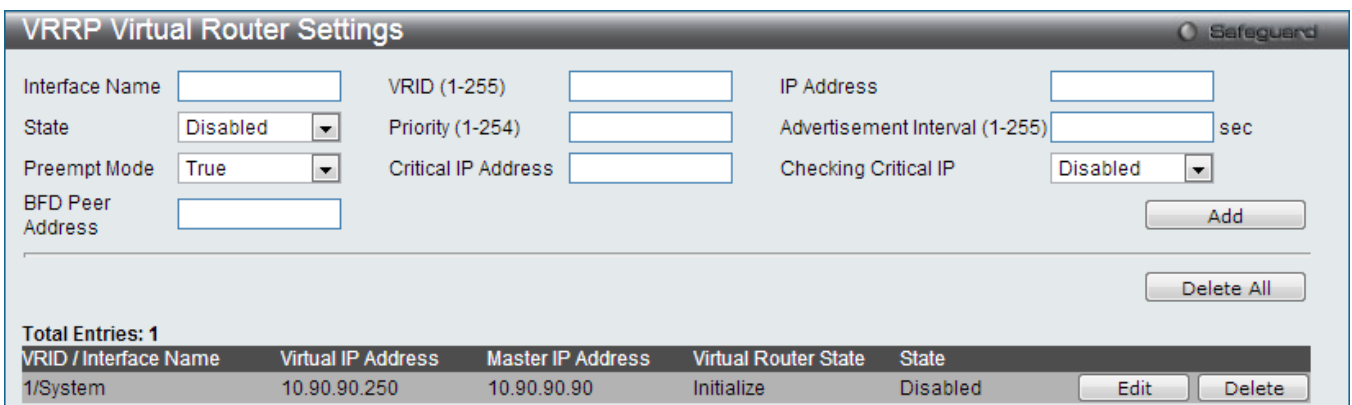 VRRP Virtual Router Settings Safeguard
Interface Name VRID (1-255) IP Address
State Disabled Priority (1-254) Advertisement Interval (1-255) sec
Preempt Mode True Critical IP Address Checking Critical IP Disabled
BFD Peer
Address Add
Delete All
Total Entries: 1
VRID / Interface Name Virtual IP Address Master IP Address Virtual Router State State
1/System 10.90.90.250 10.90.90.90 Initialize Disabled Edit Delete